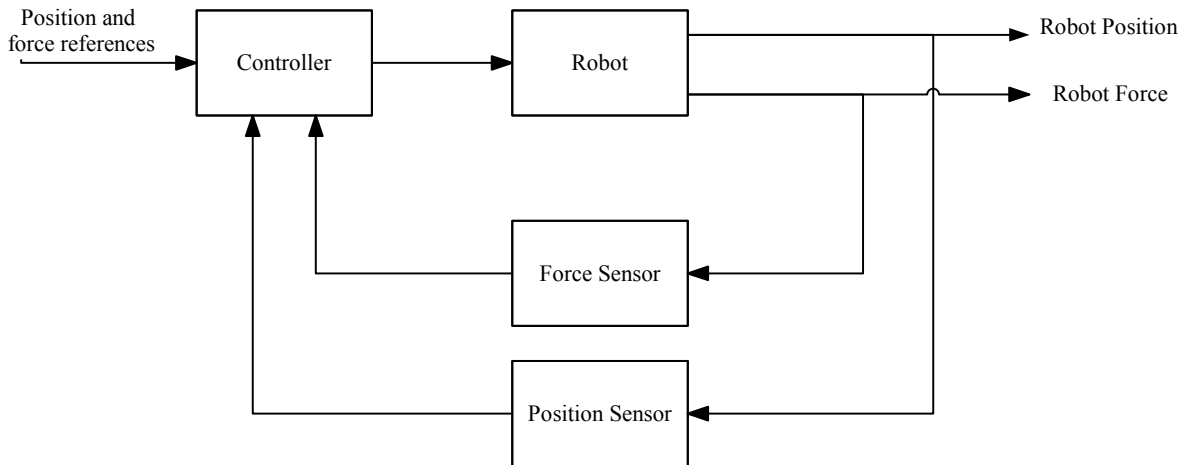 Position and
force references
Controller
Robot
Robot Position
Robot Force
Force Sensor
Position Sensor